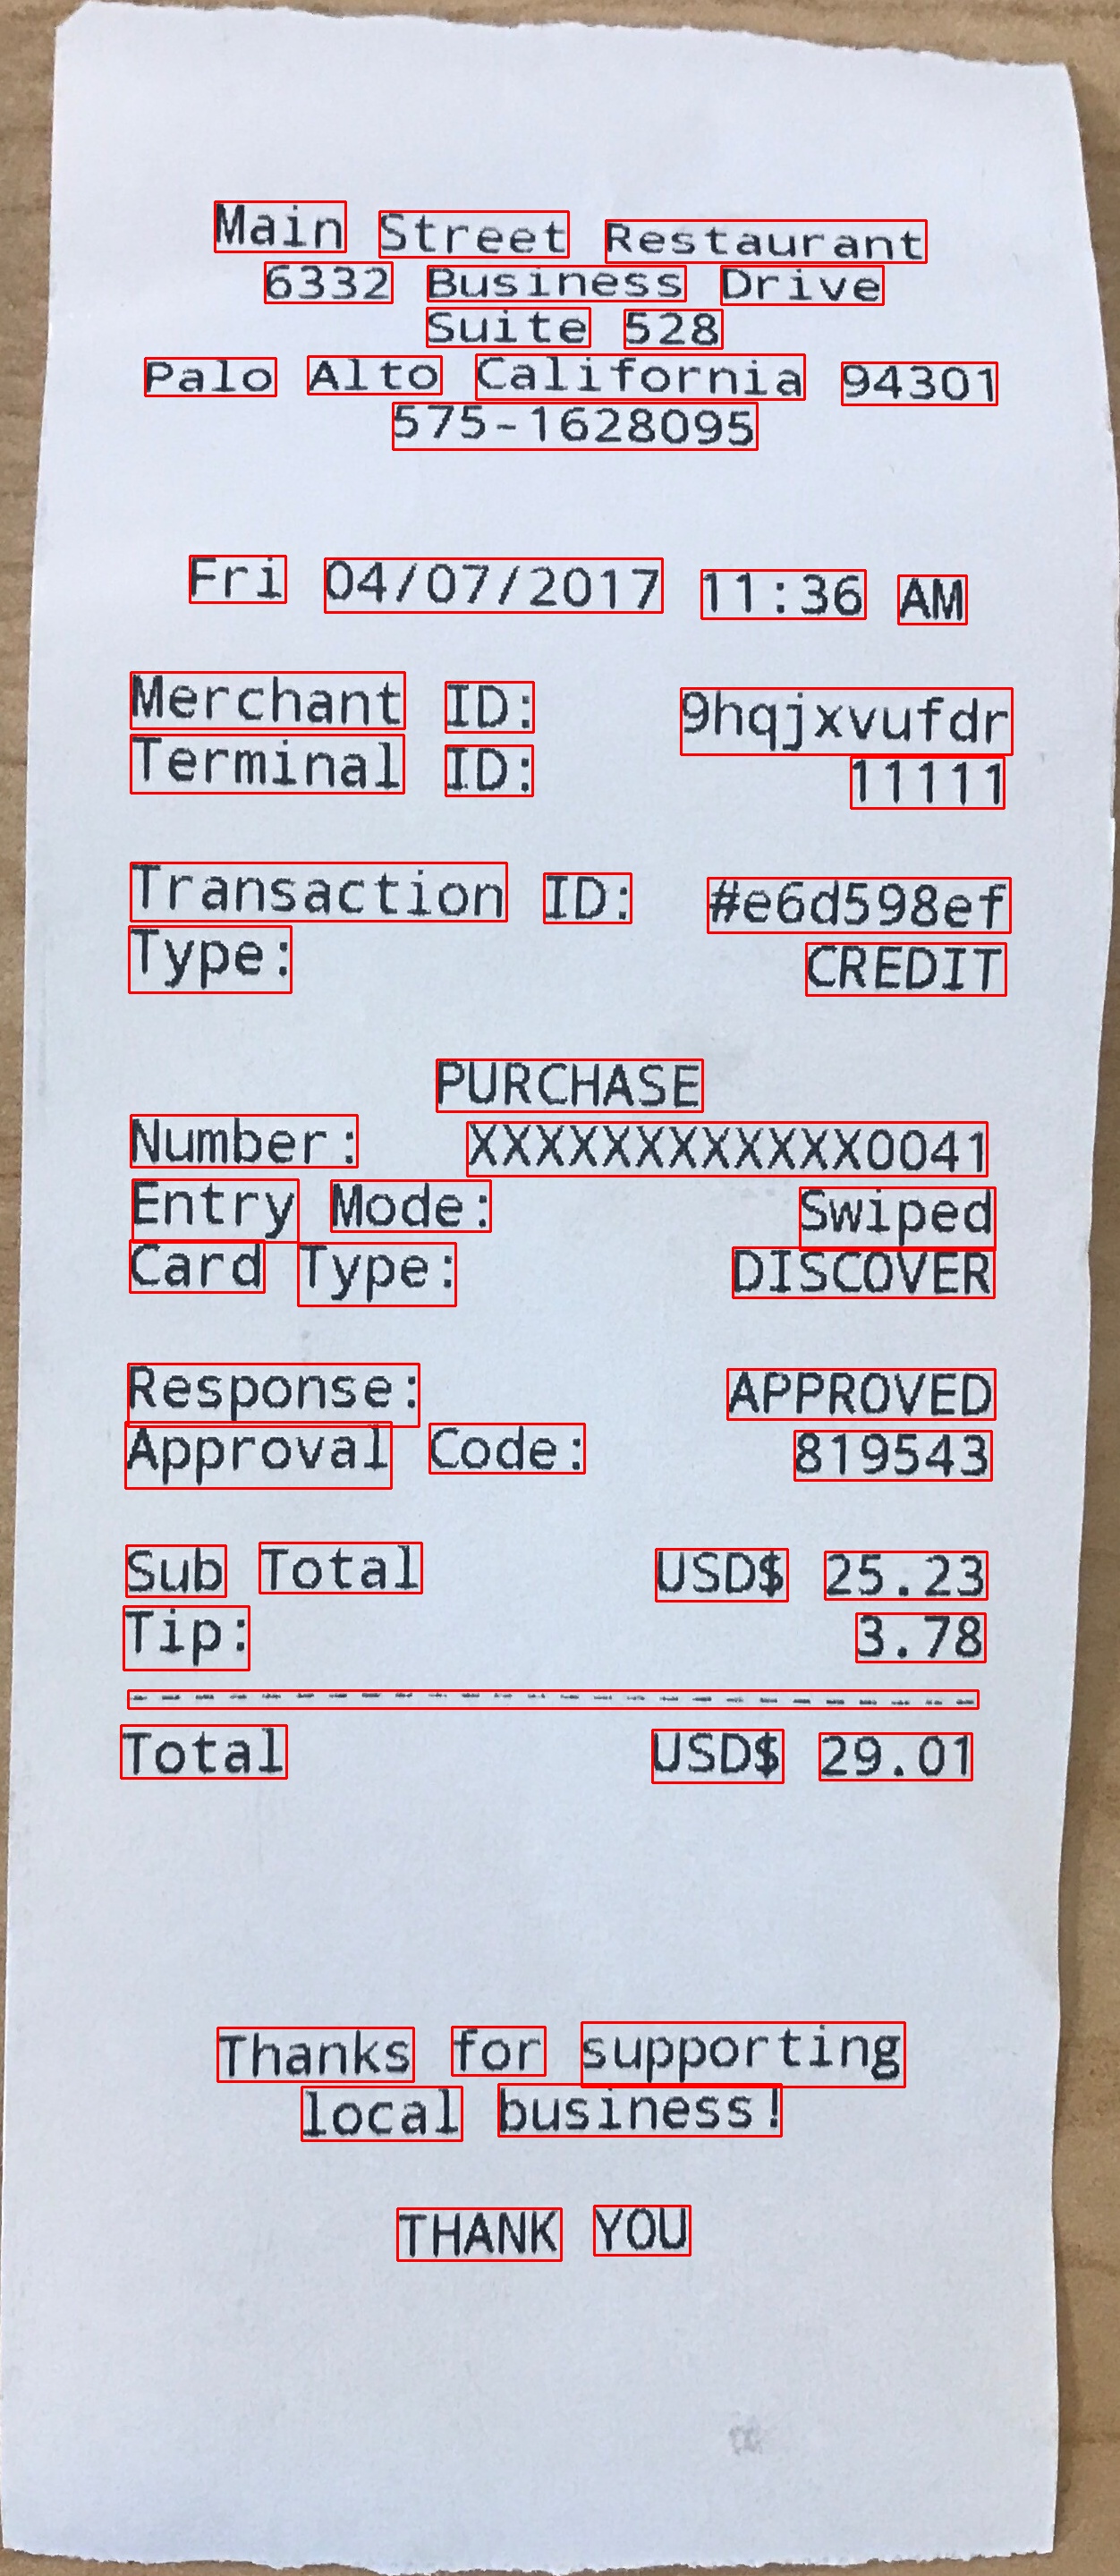 Main Street Restaurant
6332 Business Drive
Suite 528
Palo Alto California 94301
575-1628095
Fri 04/07/2017 11:36 AM
Merchant ID: 9hqjxvufdr
Terminal ID: 11111
Transaction ID: #e6d598ef
Type: CREDIT
PURCHASE
Number: XXXXXXXXXXXX0041
Entry Mode: Swiped
Card Type: DISCOVER
Response: APPROVED
Approval Code: 819543
Sub Total USD$ 25.23
Tip: 3.78
--------------------------
Total USD$ 29.01
Thanks for supporting
local business!
THANK YOU